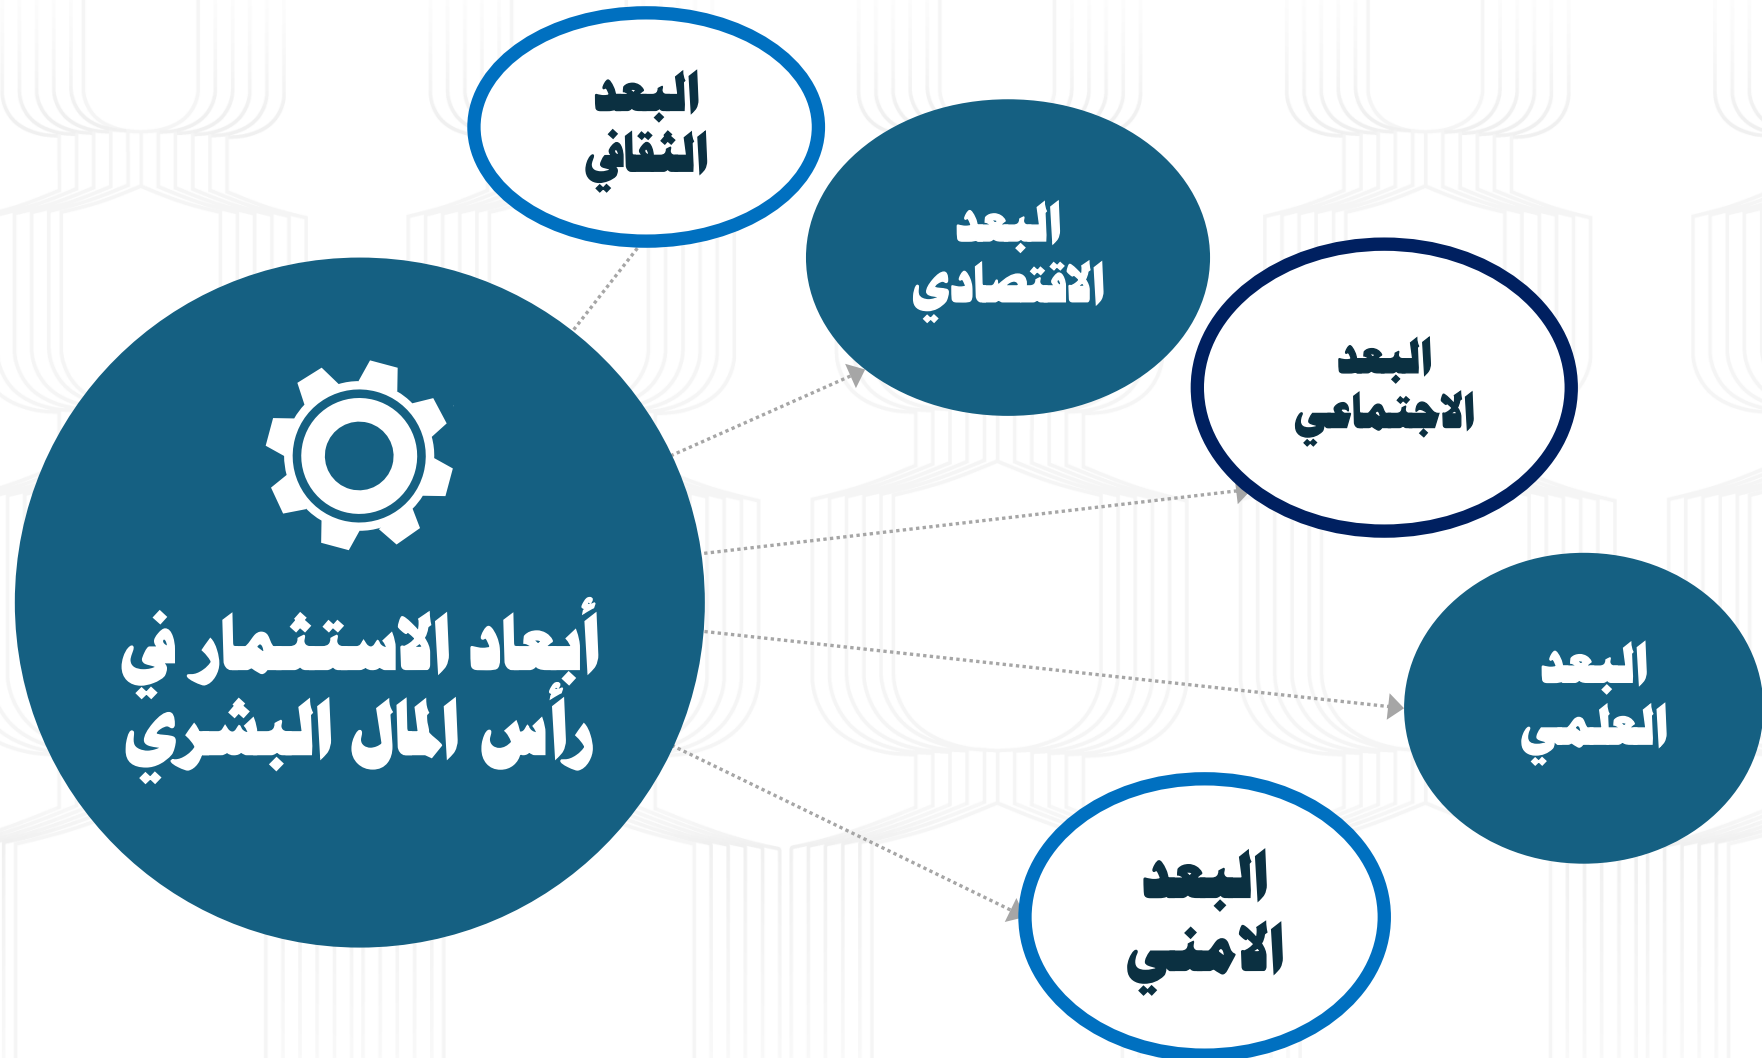 البعد
الثقافي
البعد
الاقتصادي
البعد
الاجتماعي
أبعاد الاستثمار في
رأس المال البشري
البعد
العلمي
البعد
الامني